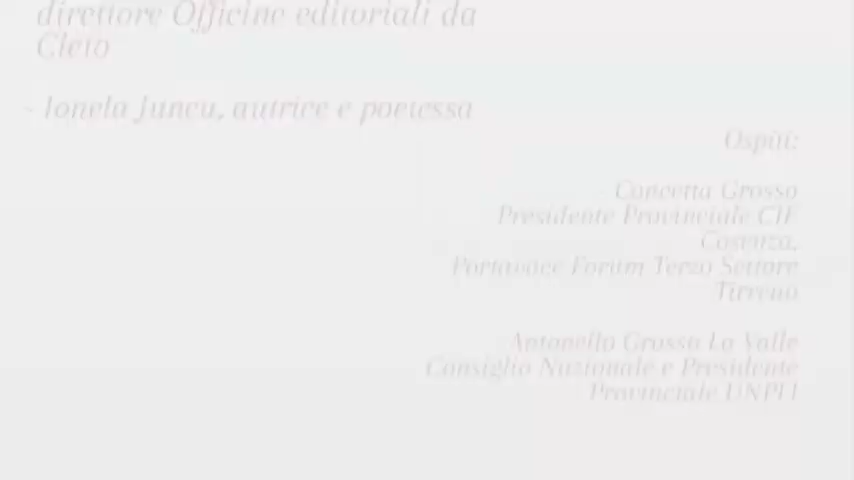 direttore Officine editoriali da
Cleto
- Ionela Juncu, autrice e poetessa
Ospiti:
Concetta Grosso
Presidente Provinciale CIF
Cosenza,
Portavoce Forum Terzo Settore
Tirreno
Antonello Grosso La Valle
Consiglio Nazionale e Presidente
Provinciale UNPLI